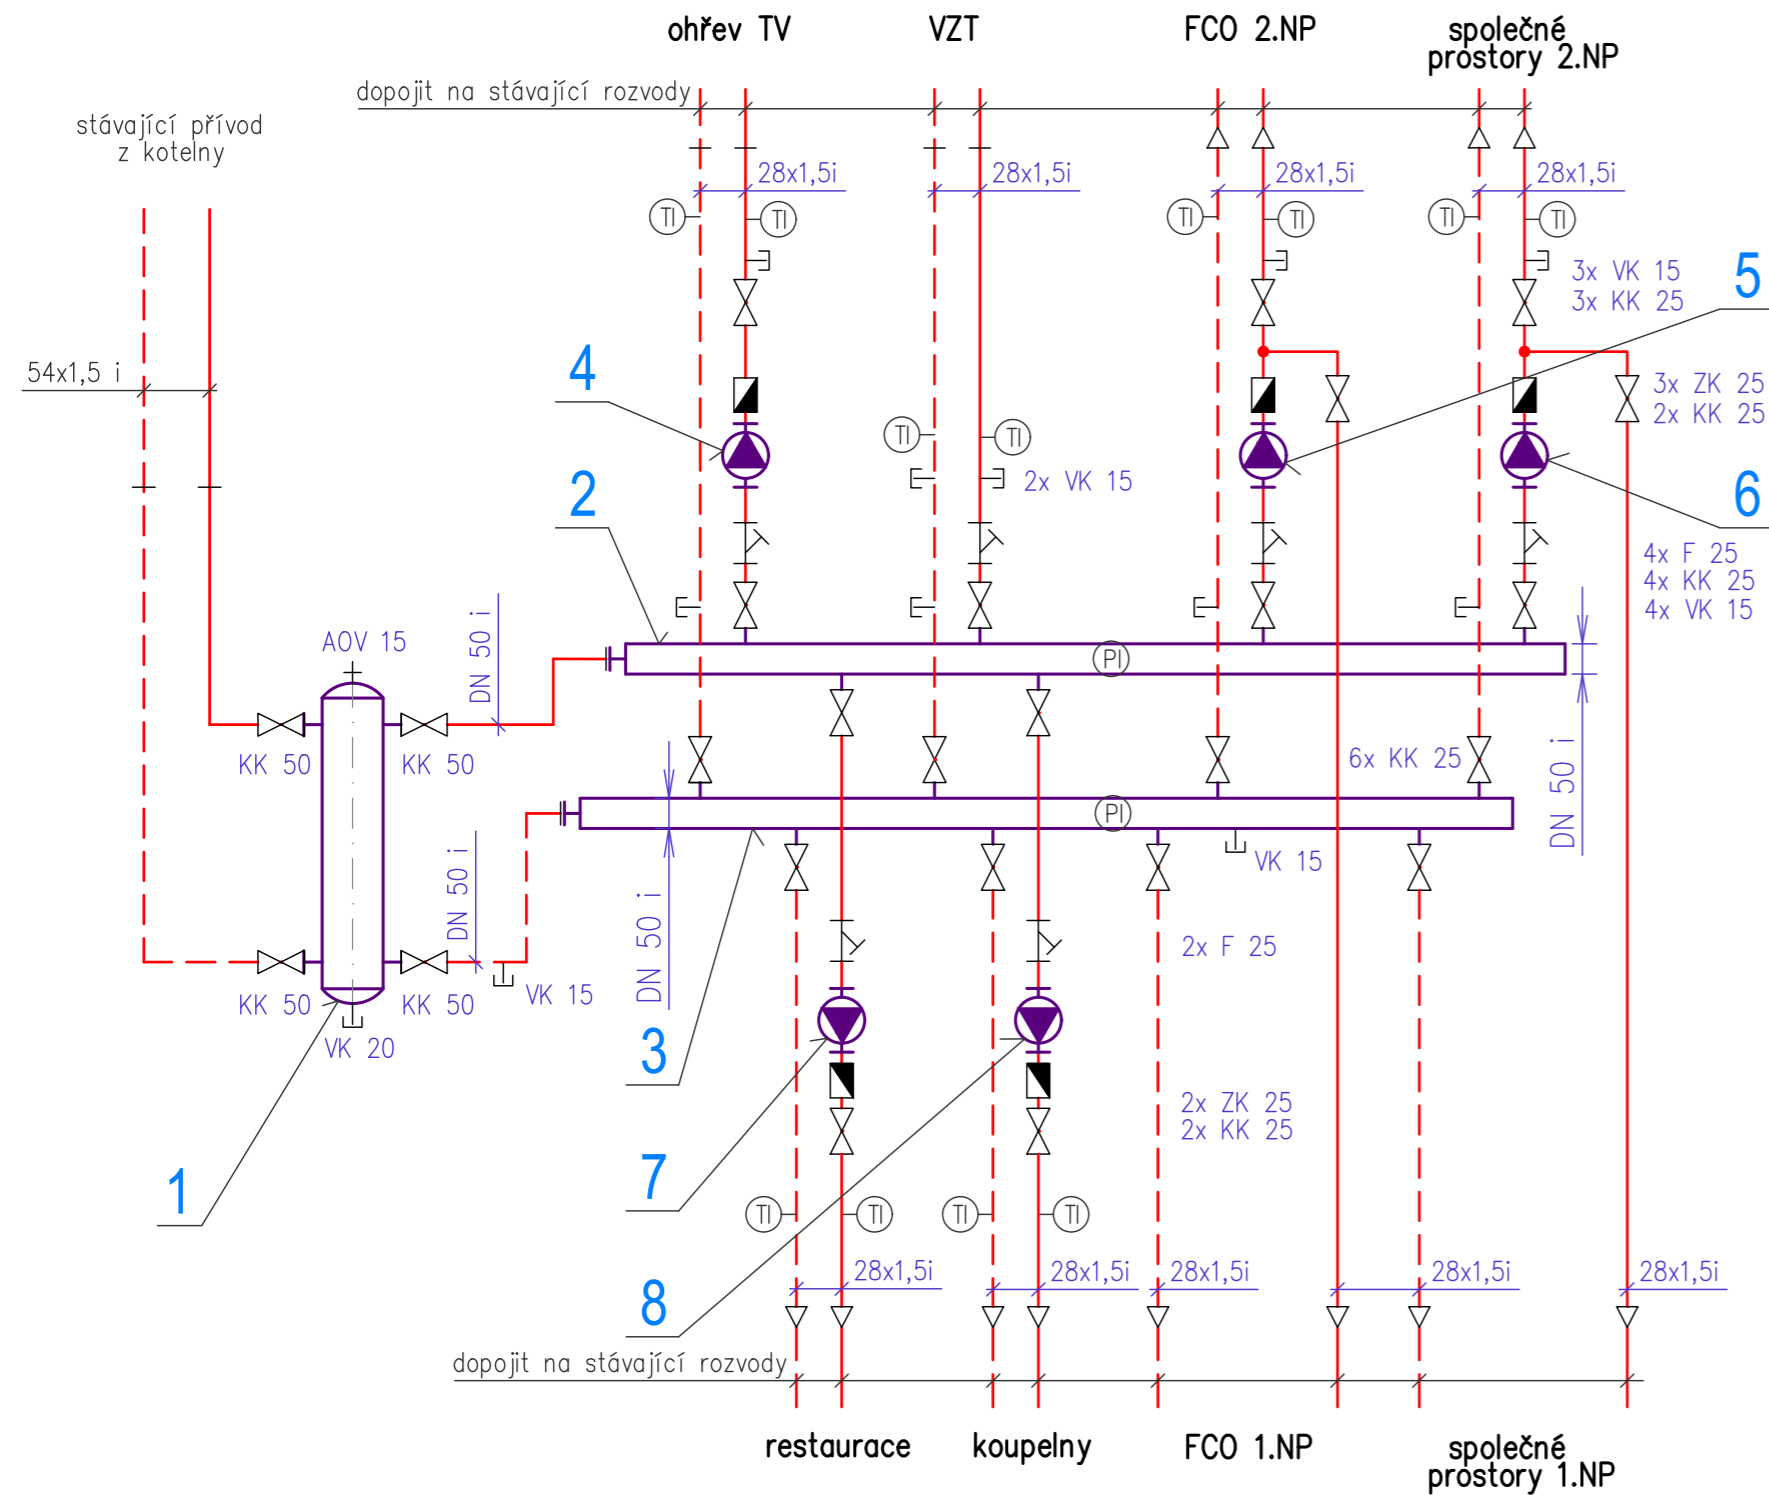 ohřev TV
VZT
FCO 2.NP
společné
prostory 2.NP
dopojit na stávající rozvody
stávající přívod
z kotelny
28x1,5i
28x1,5i
28x1,5i
28x1,5i
TI
TI
TI
TI
TI
TI
3x VK 15
3x KK 25
5
54x1,5 i
4
3x ZK 25
2x KK 25
TI
TI
2x VK 15
2
6
4x F 25
4x KK 25
4x VK 15
AOV 15
DN 50 i
PI
KK 50
KK 50
6x KK 25
DN 50 i
PI
VK 15
DN 50 i
DN 50 i
2x F 25
KK 50
KK 50
VK 15
VK 20
3
2x ZK 25
2x KK 25
1
7
TI
TI
TI
TI
28x1,5i
28x1,5i
28x1,5i
28x1,5i
28x1,5i
8
dopojit na stávající rozvody
restaurace
koupelny
FCO 1.NP
společné
prostory 1.NP